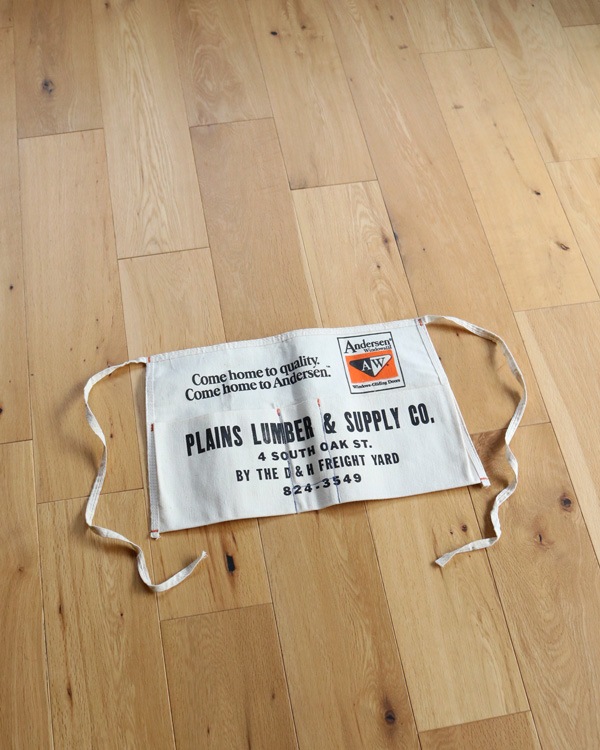 Come home to quality.
Come home to Andersen.™
Andersen®
Windowalls
AW
Windows • Gliding Doors
PLAINS LUMBER & SUPPLY CO.
4 SOUTH OAK ST.
BY THE D & H FREIGHT YARD
824-3549